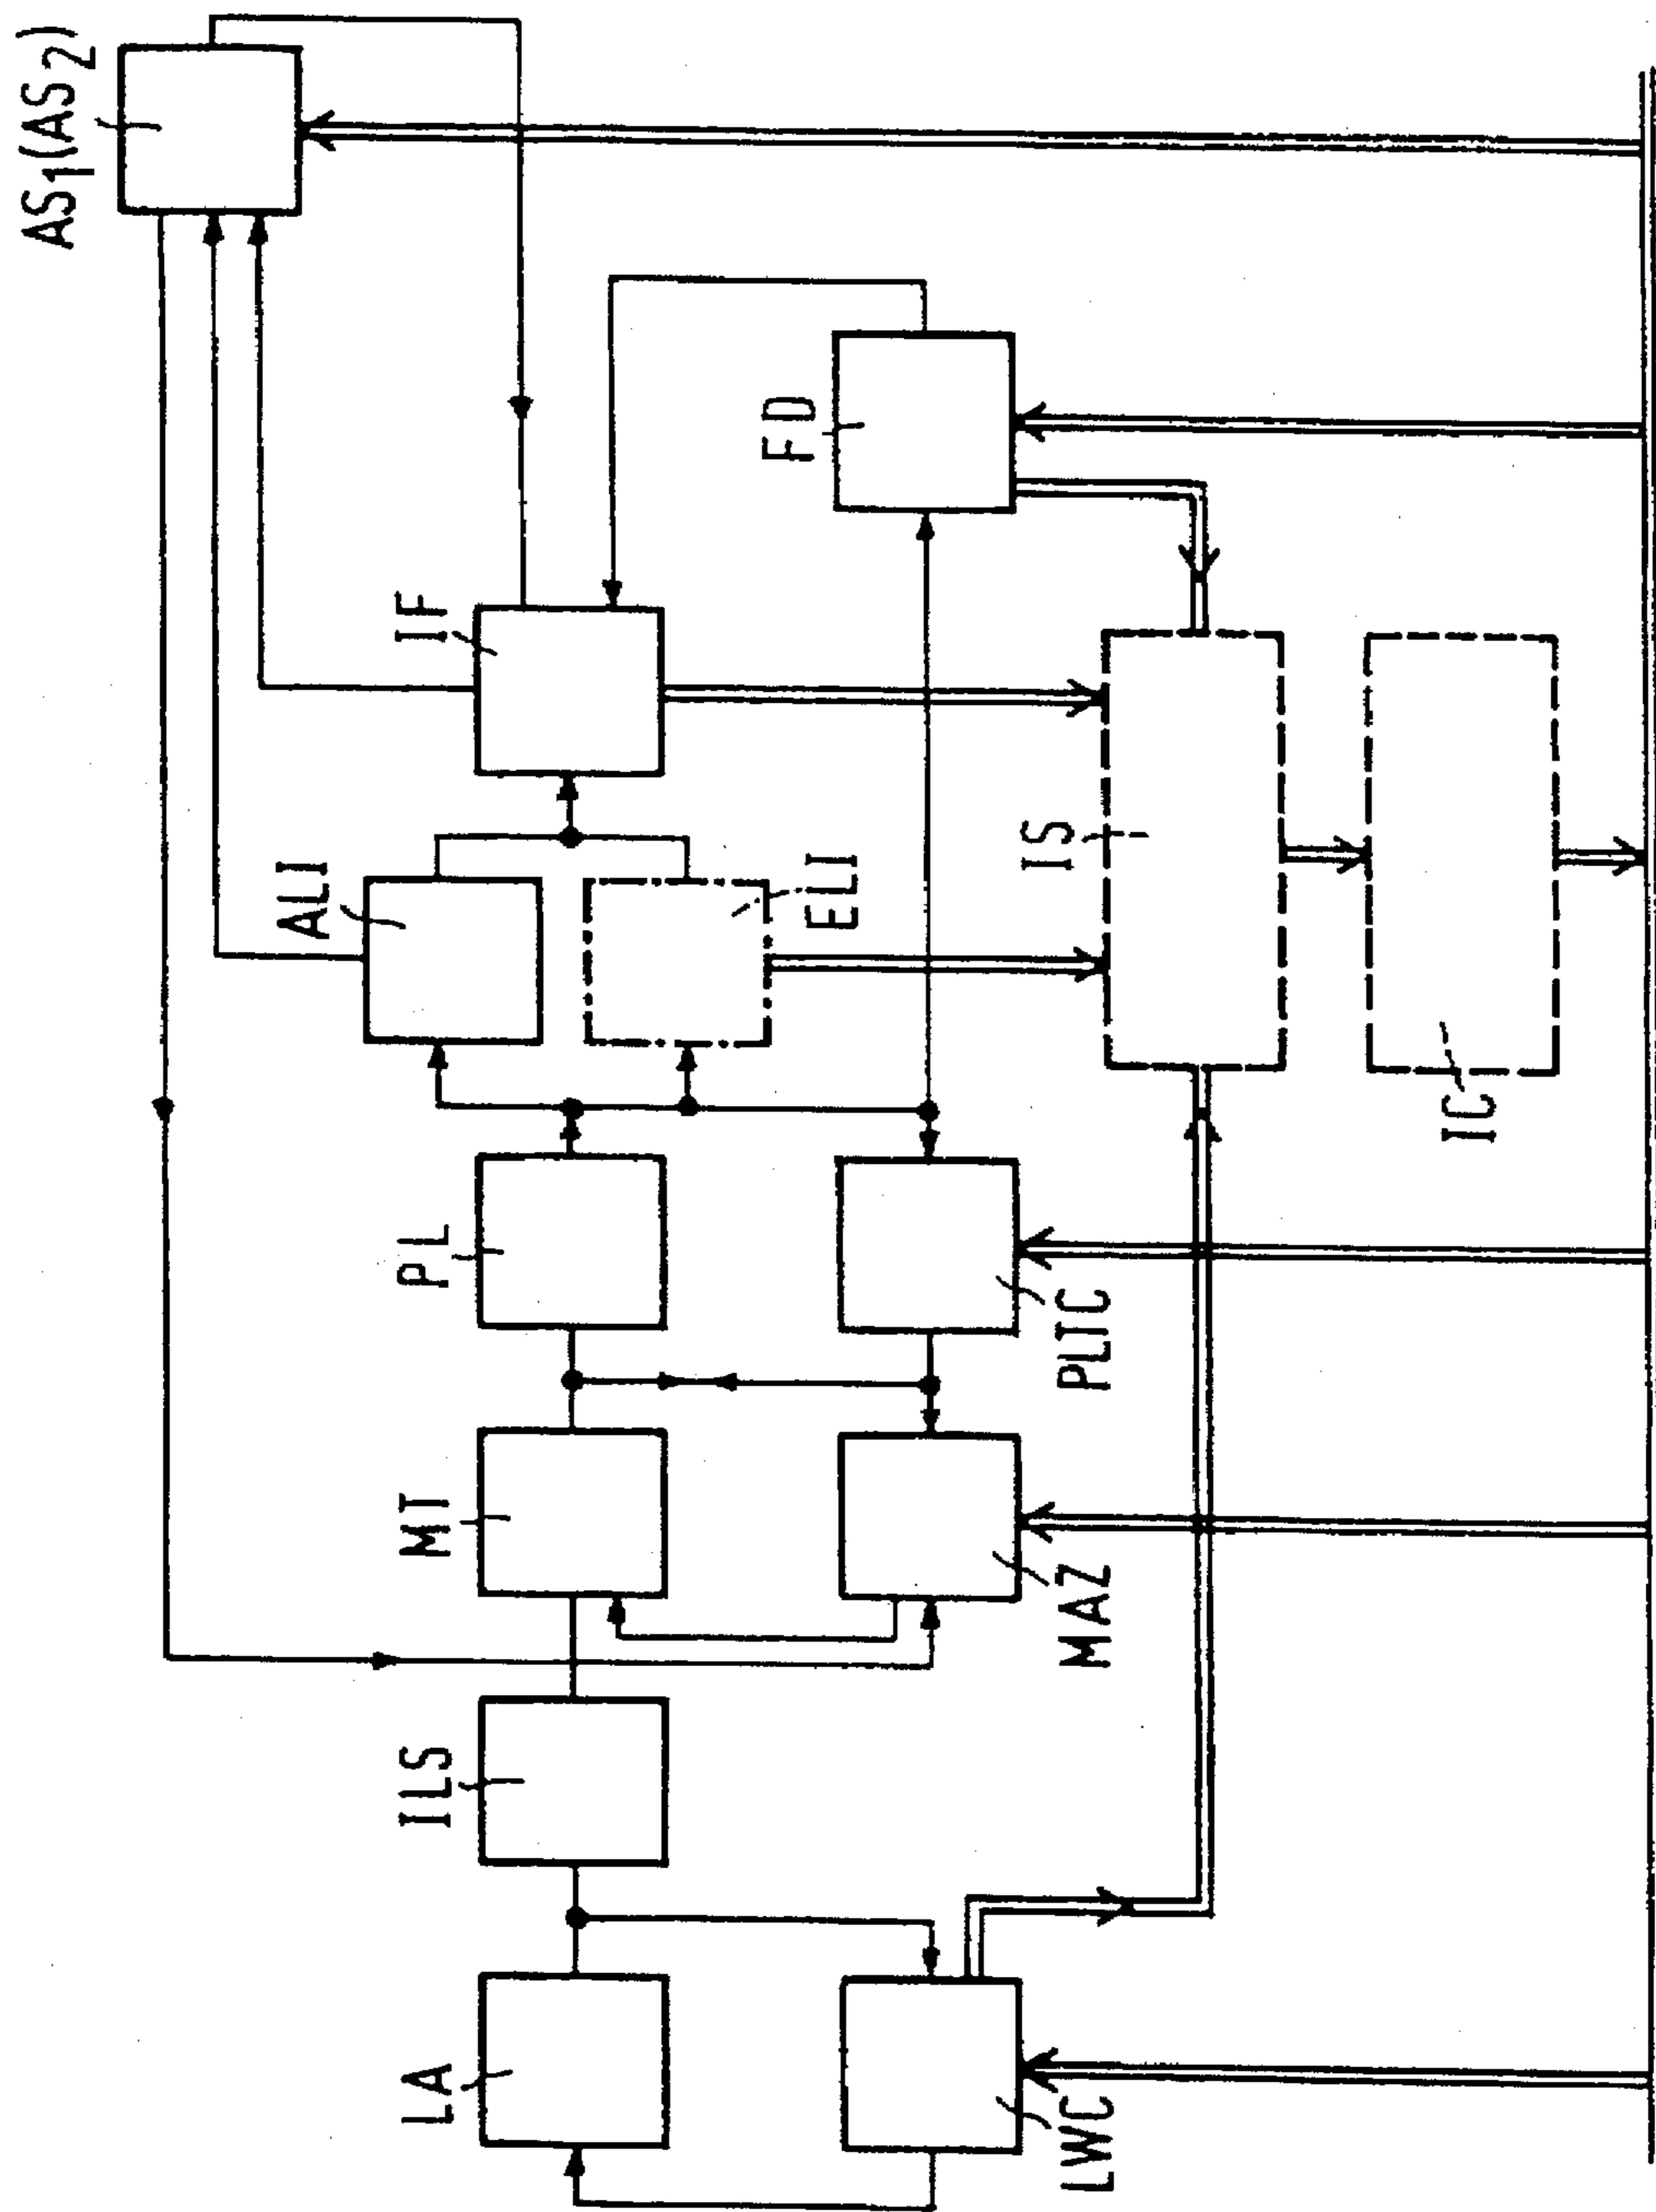 AS1(AS2)
IF
ALI
FD
ELI
PL
MT
ILS
LA
IS
IC
PLTC
MAZ
LWC